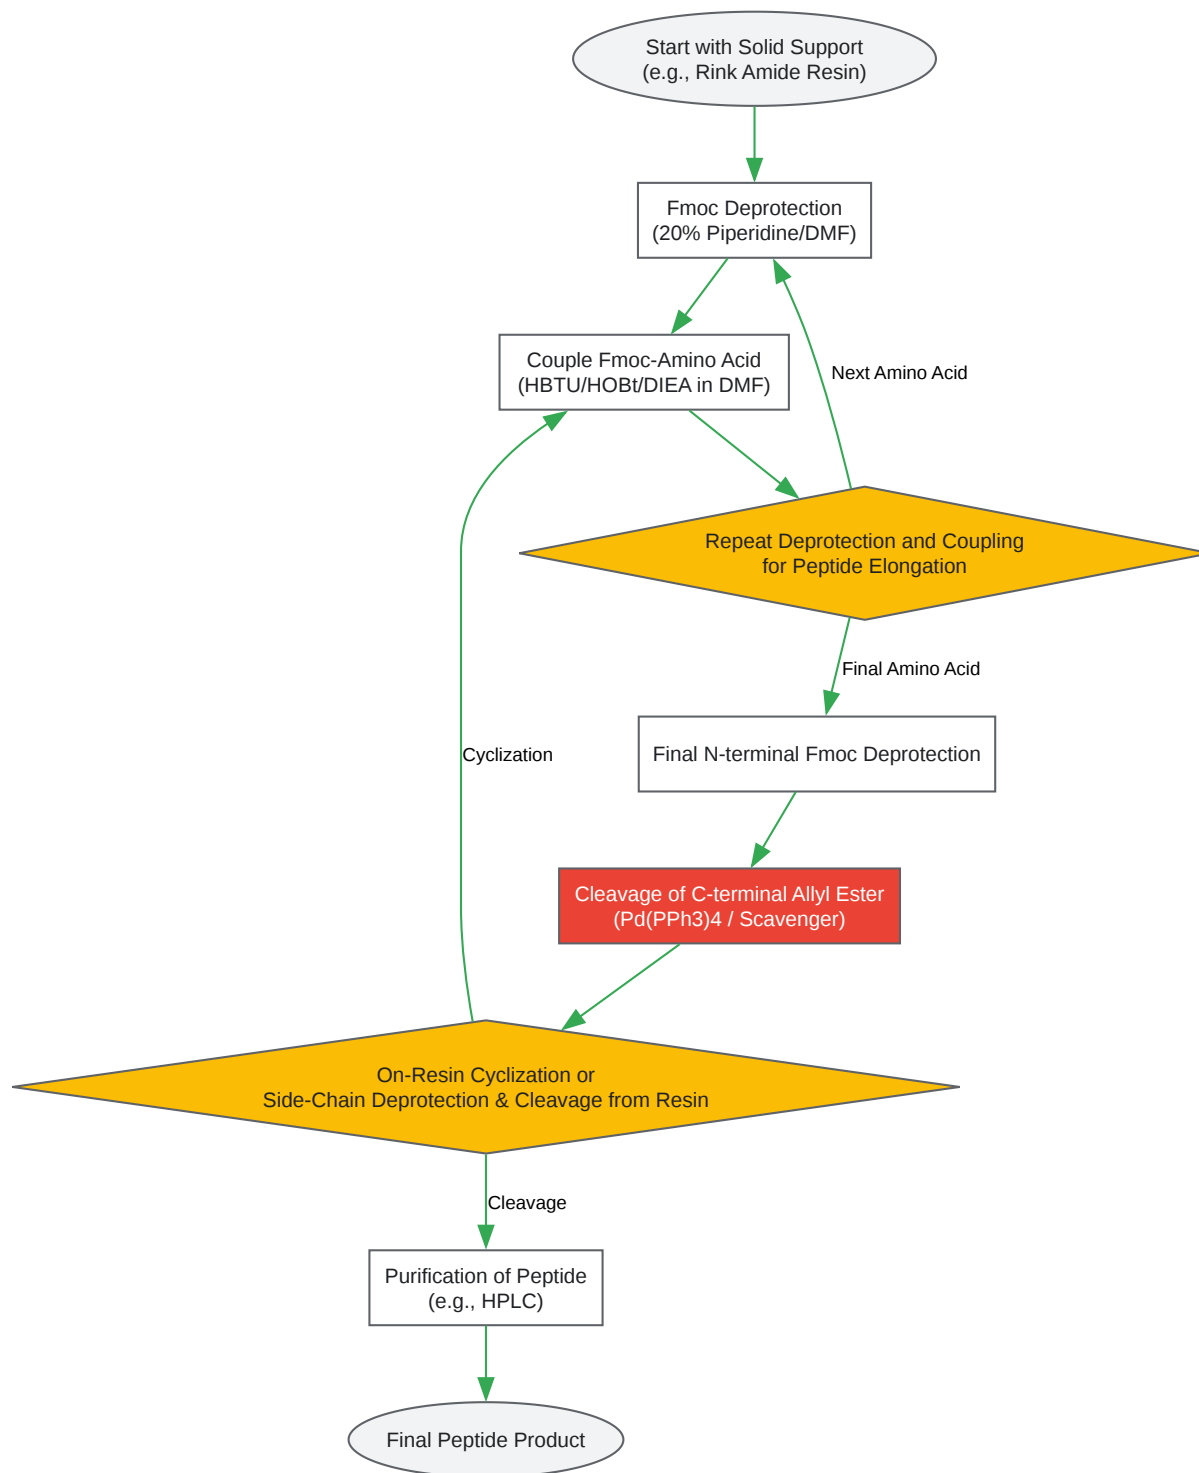 Start with Solid Support
(e.g., Rink Amide Resin)
Fmoc Deprotection
(20% Piperidine/DMF)
Couple Fmoc-Amino Acid
(HBTU/HOBt/DIEA in DMF)
Next Amino Acid
Repeat Deprotection and Coupling
for Peptide Elongation
Final Amino Acid
Final N-terminal Fmoc Deprotection
Cyclization
Cleavage of C-terminal Allyl Ester
(Pd(PPh3)4 / Scavenger)
On-Resin Cyclization or
Side-Chain Deprotection & Cleavage from Resin
Cleavage
Purification of Peptide
(e.g., HPLC)
Final Peptide Product